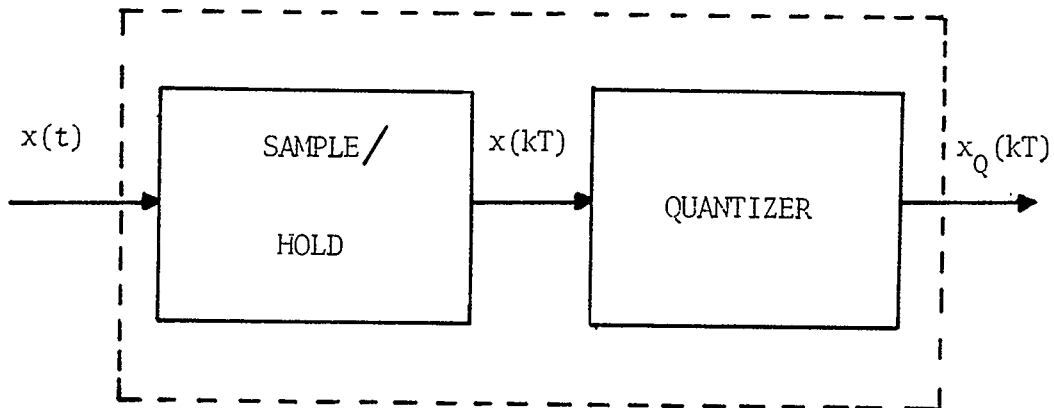 x(t)
SAMPLE/
HOLD
x(kT)
QUANTIZER
x_Q(kT)